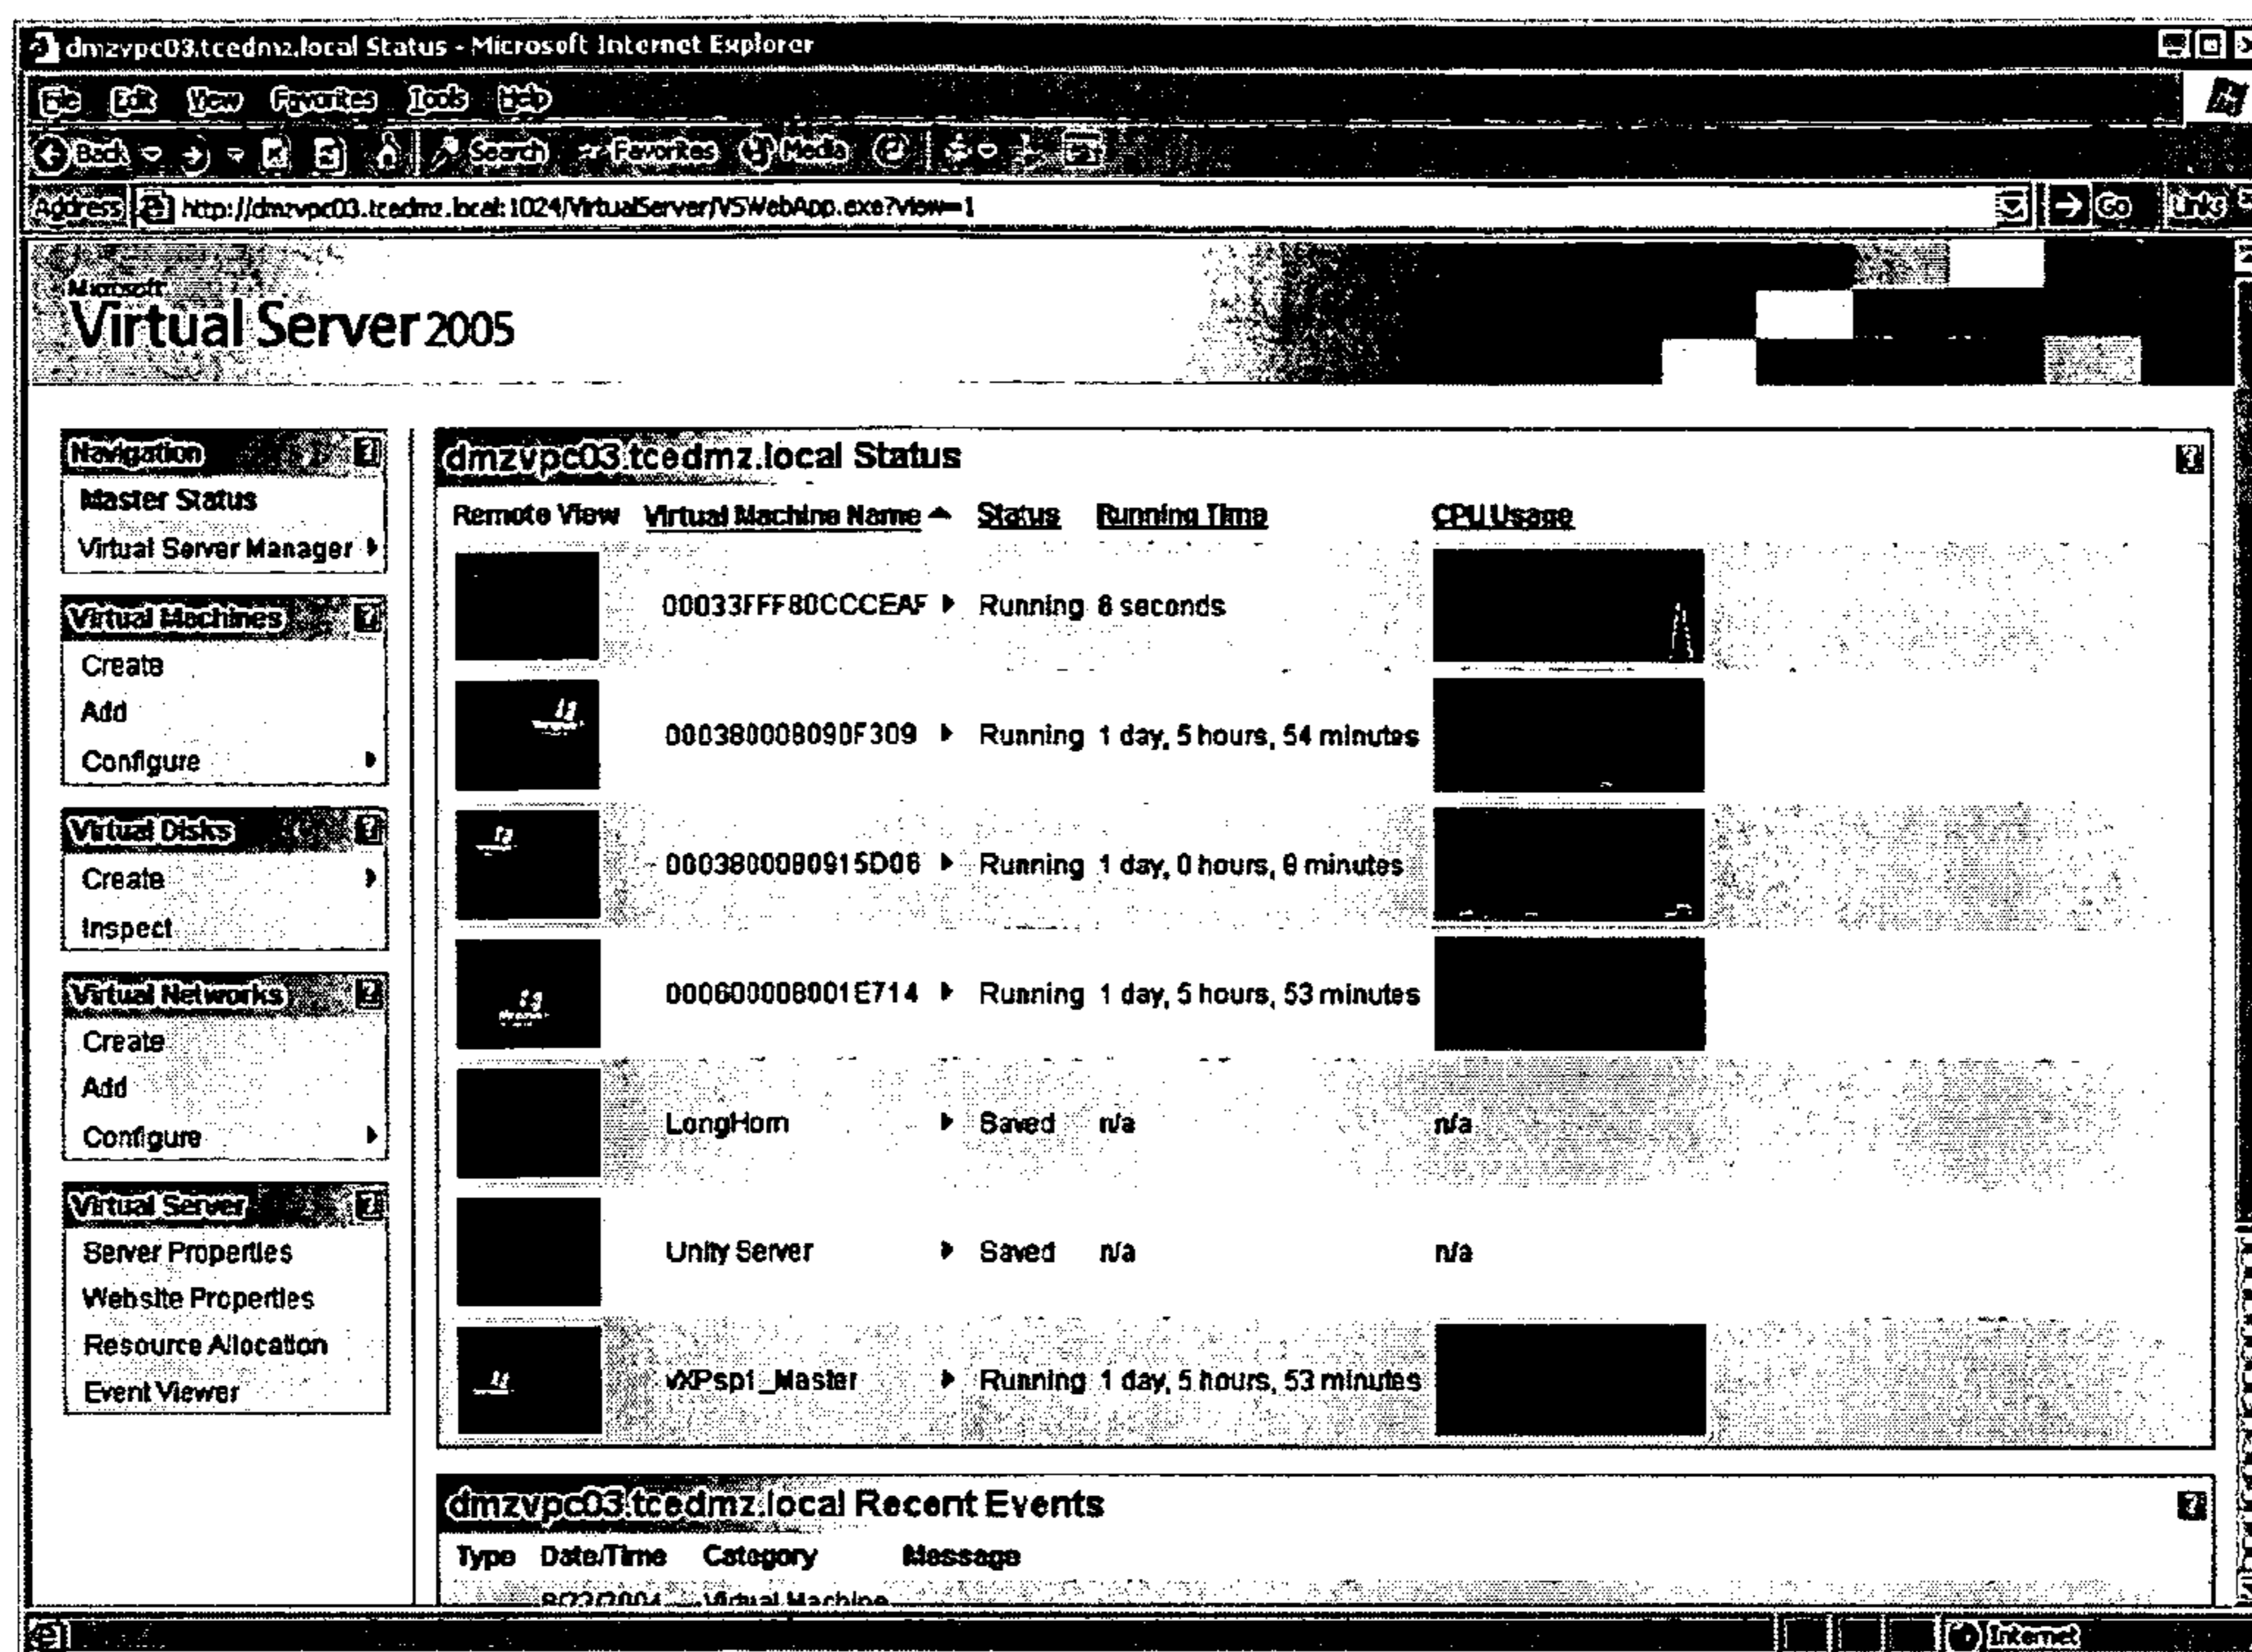 dmzvpc03.tcedmz.local Status - Microsoft Internet Explorer
File Edit View Favorites Tools Help
Back Search Favorites Media
Address http://dmzvpc03.tcedmz.local:1024/VirtualServer/VSWebApp.exe?view=1 Go Links
Microsoft
Virtual Server 2005
Navigation ?
Master Status
Virtual Server Manager
Virtual Machines ?
Create
Add
Configure
Virtual Disks ?
Create
Inspect
Virtual Networks ?
Create
Add
Configure
Virtual Server ?
Server Properties
Website Properties
Resource Allocation
Event Viewer
dmzvpc03.tcedmz.local Status ?
Remote View Virtual Machine Name Status Running Time CPU Usage
00033FFF80CCCEAF Running 6 seconds
000380008090F309 Running 1 day, 5 hours, 54 minutes
0003800080915D06 Running 1 day, 0 hours, minutes
000600008001E714 Running 1 day, 5 hours, 53 minutes
LongHorn Saved n/a n/a
Unity Server Saved n/a n/a
vXPsp1_Master Running 1 day, 5 hours, 53 minutes
dmzvpc03.tcedmz.local Recent Events ?
Type Date/Time Category Message
8/22/2004 Virtual Machine
Internet